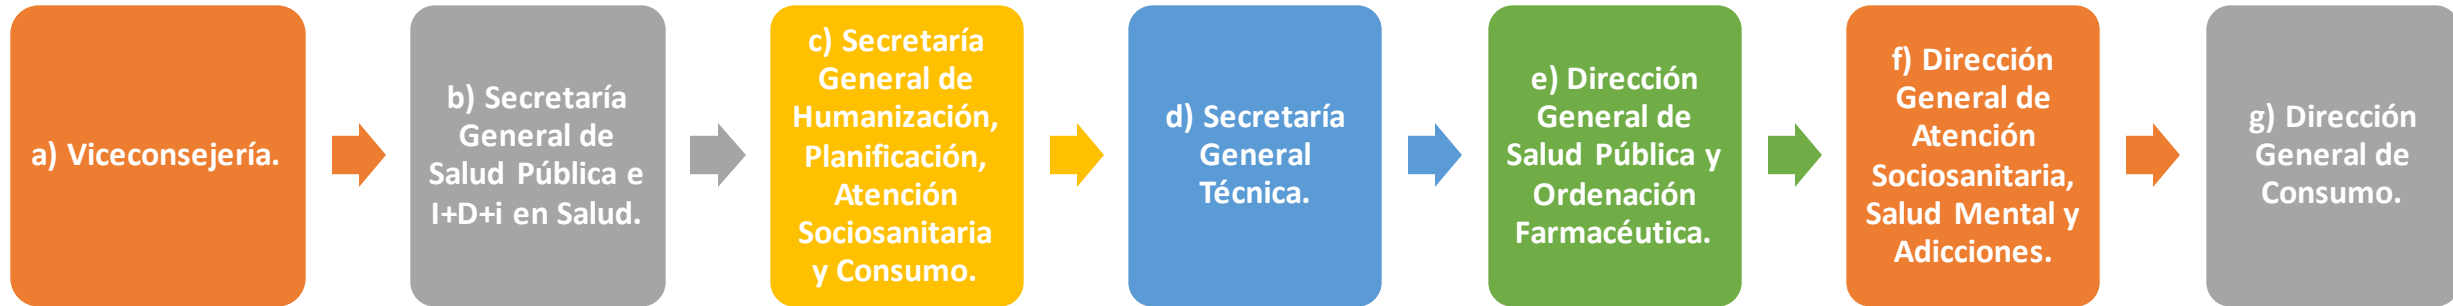 a) Viceconsejería.
b) Secretaría
General de
Salud Pública e
I+D+i en Salud.
c) Secretaría
General de
Humanización,
Planificación,
Atención
Sociosanitaria
y Consumo.
d) Secretaría
General
Técnica.
e) Dirección
General de
Salud Pública y
Ordenación
Farmacéutica.
f) Dirección
General de
Atención
Sociosanitaria,
Salud Mental y
Adicciones.
g) Dirección
General de
Consumo.